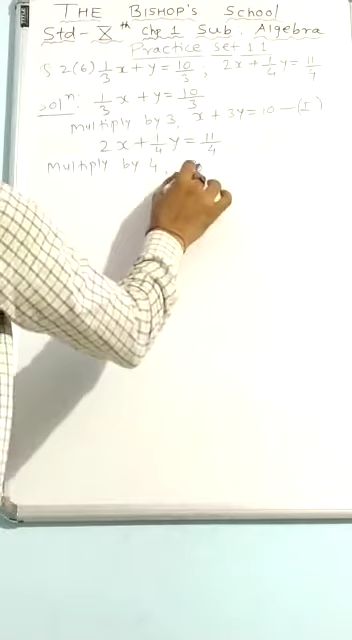 THE BISHOP'S SCHOOL
Std - X th Chp 1 Sub. Algebra
Practice Set 1.1
Q 2 (6) 1/3 x + y = 10/3 ; 2x + 1/4 y = 11/4
Solⁿ: 1/3 x + y = 10/3
Multiply by 3, x + 3y = 10 — (I)
2x + 1/4 y = 11/4
Multiply by 4,